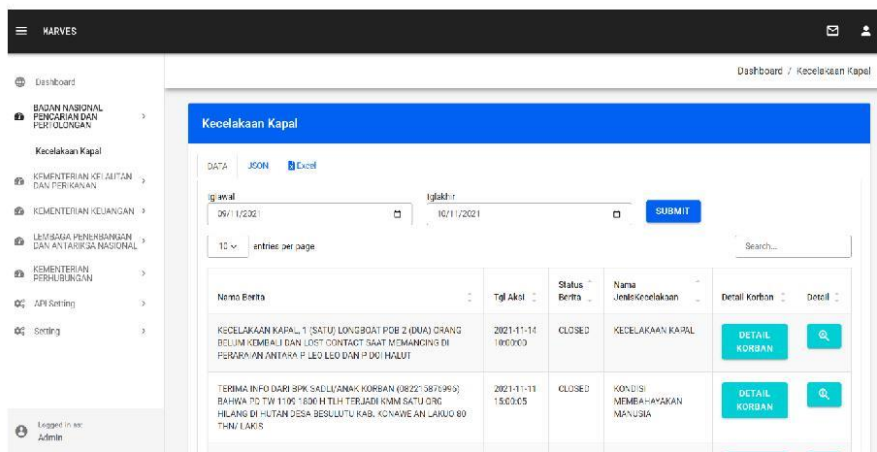 MARVES
Dashboard / Kecelakaan Kapal
Dashboard
BADAN NASIONAL
PENCARIAN DAN
PERTOLONGAN
Kecelakaan Kapal
KEMENTERIAN KELAUTAN
DAN PERIKANAN
KEMENTERIAN KEUANGAN
LEMBAGA PENERBANGAN
DAN ANTARIKSA NASIONAL
KEMENTERIAN
PERHUBUNGAN
API Setting
Setting
Logged in as:
Admin
Kecelakaan Kapal
DATA JSON Excel
tglawal tglakhir
09/11/2021 10/11/2021 SUBMIT
10 entries per page Search...
Nama Berita Tgl Aksi Status Berita Nama JenisKecelakaan Detail Korban Detail
KECELAKAAN KAPAL, 1 (SATU) LONGBOAT POB 2 (DUA) ORANG
BELUM KEMBALI DAN LOST CONTACT SAAT MEMANCING DI
PERARAIAN ANTARA P LEO LEO DAN P DOI HALUT
2021-11-14
10:00:00
CLOSED
KECELAKAAN KAPAL
DETAIL
KORBAN
TERIMA INFO DARI BPK SADLI/ANAK KORBAN (082215875996)
BAHWA PD TW 1109 1800 H TLH TERJADI KMM SATU ORG
HILANG DI HUTAN DESA BESULUTU KAB. KONAWE AN LAKUO 80
THN/ LAKIS
2021-11-11
15:00:05
CLOSED
KONDISI
MEMBAHAYAKAN
MANUSIA
DETAIL
KORBAN